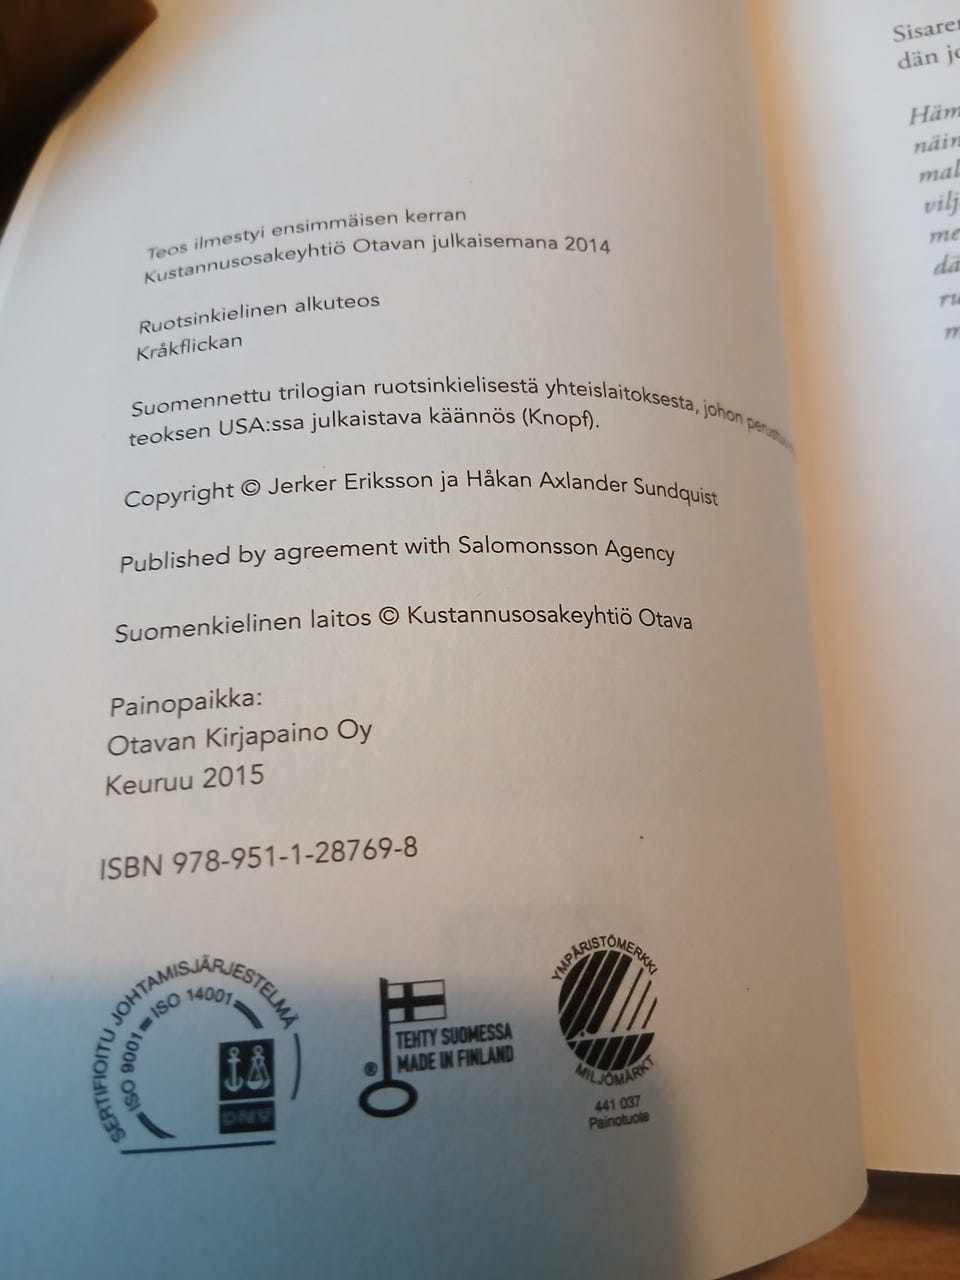 Teos ilmestyi ensimmäisen kerran
Kustannusosakeyhtiö Otavan julkaisemana 2014
Ruotsinkielinen alkuteos
Kråkflickan
Suomennettu trilogian ruotsinkielisestä yhteislaitoksesta, johon
teoksen USA:ssa julkaistava käännös (Knopf).
Copyright © Jerker Eriksson ja Håkan Axlander Sundquist
Published by agreement with Salomonsson Agency
Suomenkielinen laitos © Kustannusosakeyhtiö Otava
Painopaikka:
Otavan Kirjapaino Oy
Keuruu 2015
ISBN 978-951-1-28769-8
SERTIFIOITU JOHTAMISJÄRJESTELMÄ
ISO 9001 = ISO 14001
DNV
® TEHTY SUOMESSA
MADE IN FINLAND
YMPÄRISTÖMERKKI
MILJÖMÄRKT
441 037
Painotuote
Sisaren
dän jo
Häm
näin
mal
vilj
me
dä
ru
m